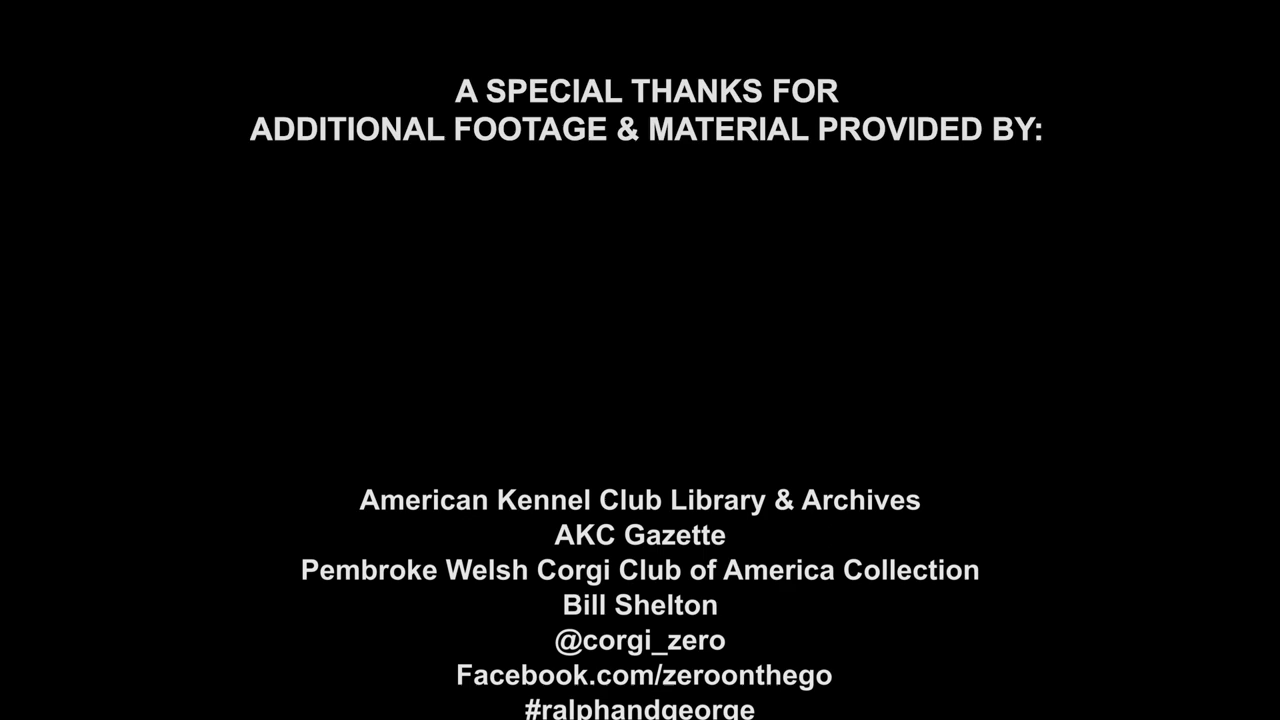 A SPECIAL THANKS FOR
ADDITIONAL FOOTAGE & MATERIAL PROVIDED BY:
American Kennel Club Library & Archives
AKC Gazette
Pembroke Welsh Corgi Club of America Collection
Bill Shelton
@corgi_zero
Facebook.com/zeroonthego
#ralphandgeorge